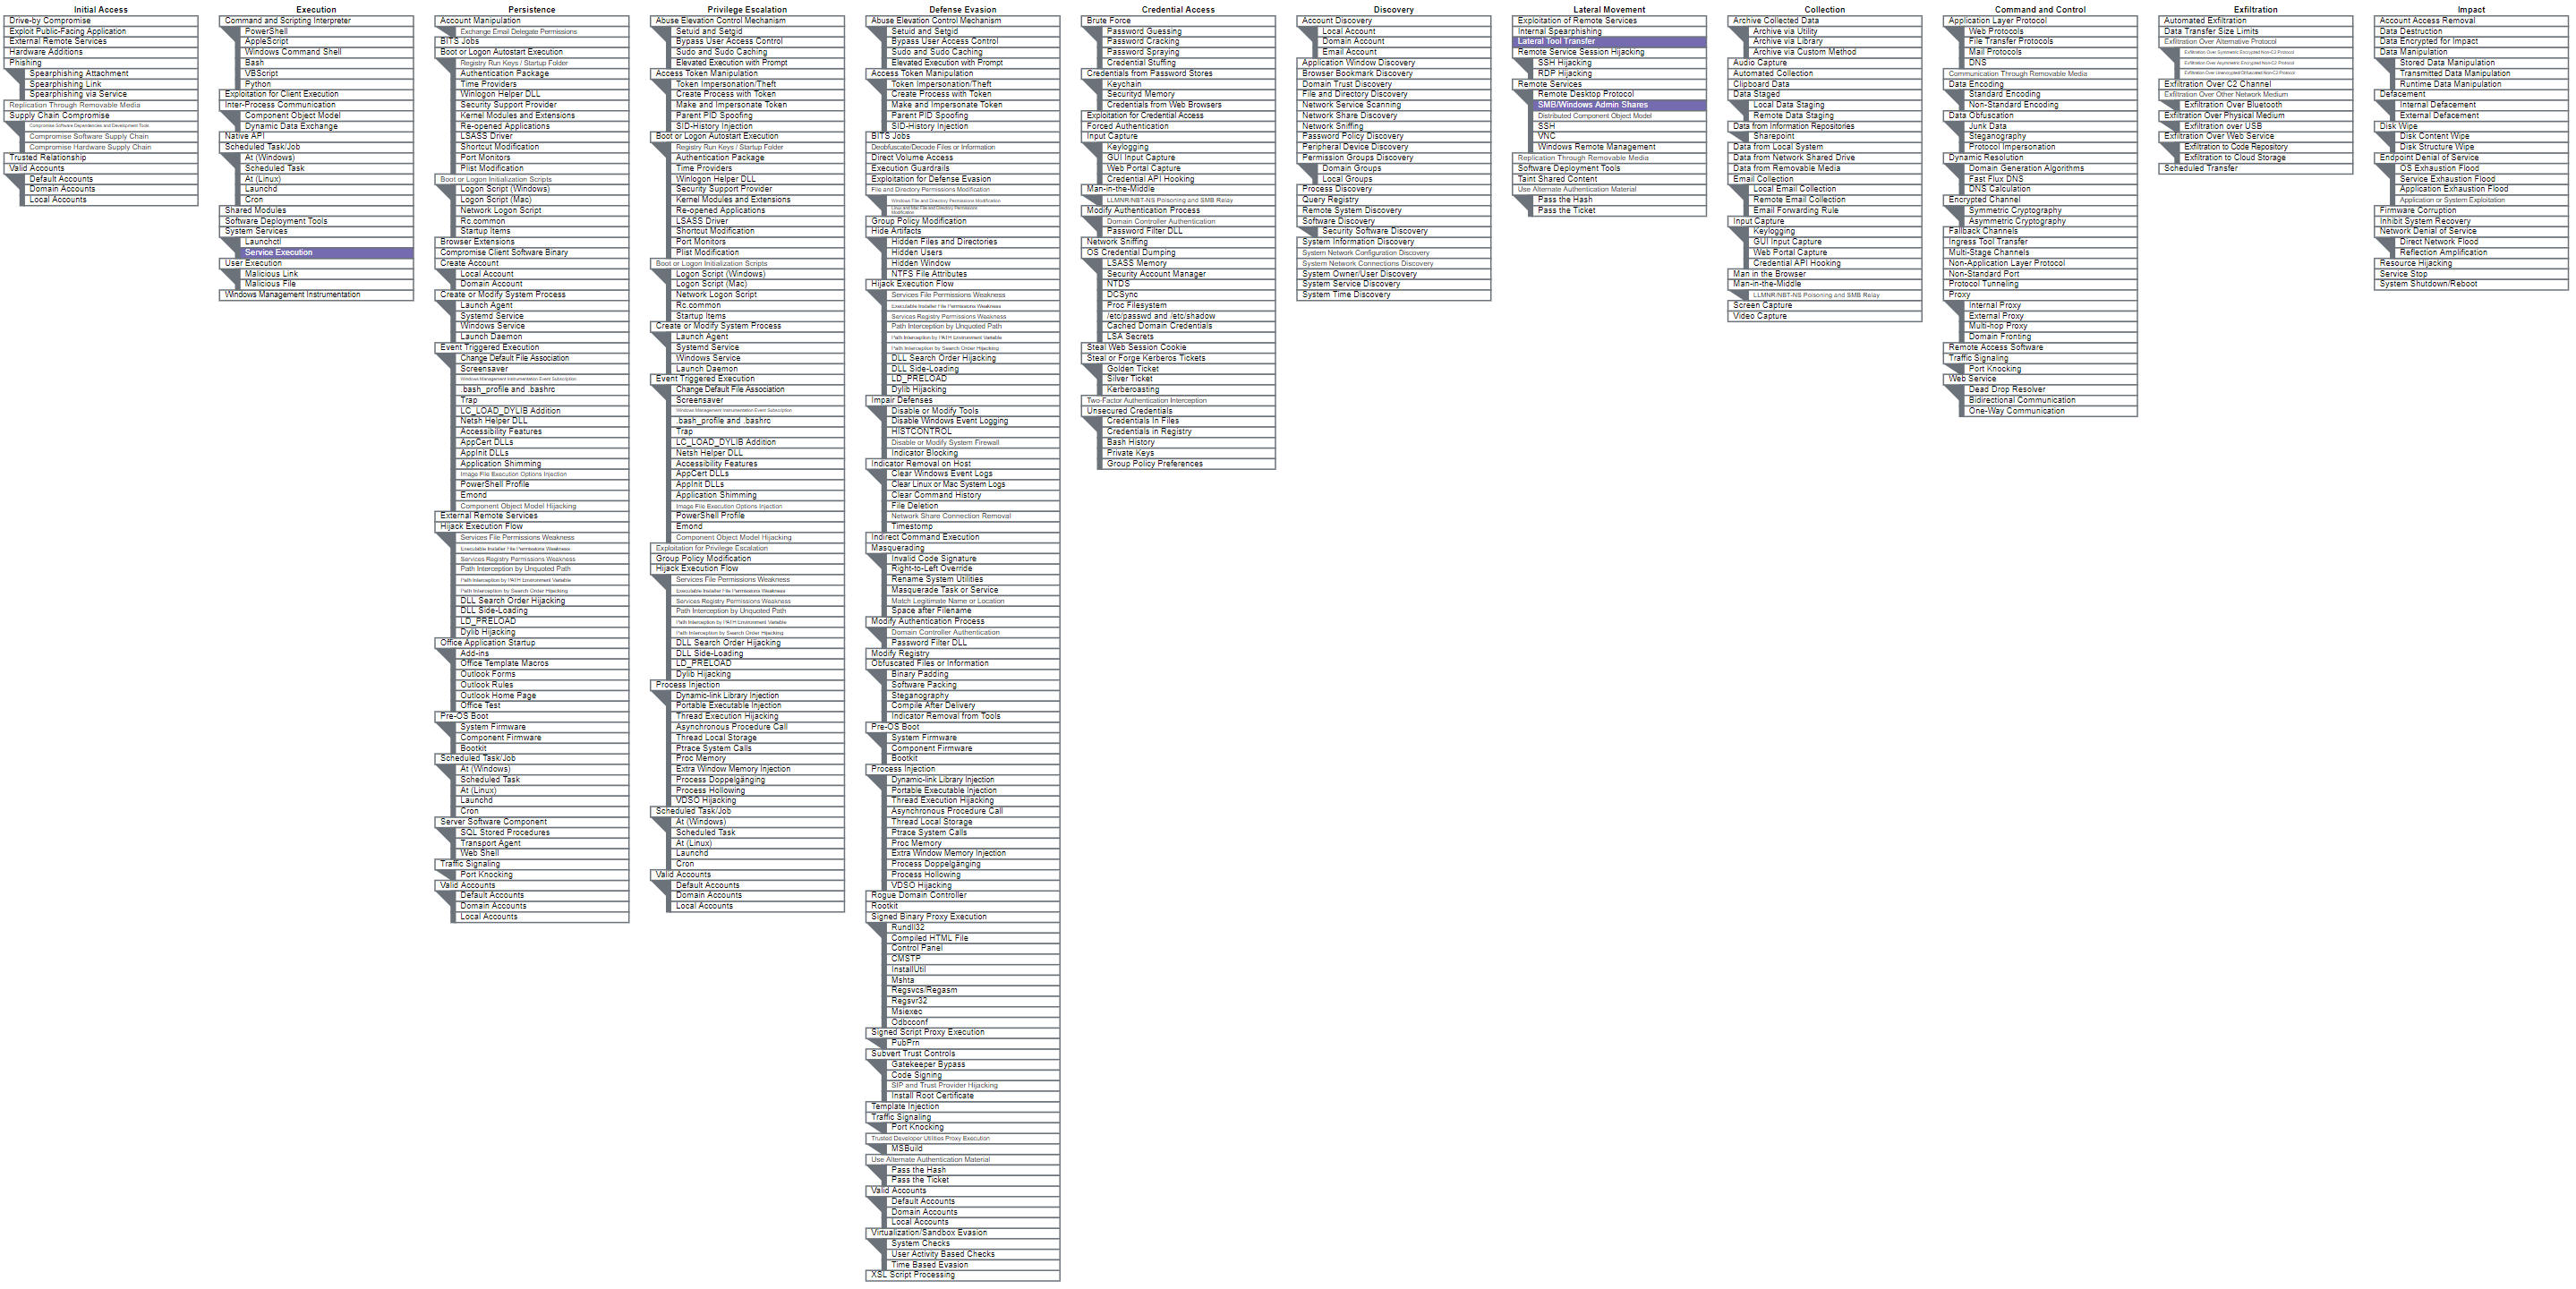 Initial Access
Drive-by Compromise
Exploit Public-Facing Application
External Remote Services
Hardware Additions
Phishing
Spearphishing Attachment
Spearphishing Link
Spearphishing via Service
Replication Through Removable Media
Supply Chain Compromise
Compromise Software Dependencies and Development Tools
Compromise Software Supply Chain
Compromise Hardware Supply Chain
Trusted Relationship
Valid Accounts
Default Accounts
Domain Accounts
Local Accounts
Execution
Command and Scripting Interpreter
PowerShell
AppleScript
Windows Command Shell
Bash
VBScript
Python
Exploitation for Client Execution
Inter-Process Communication
Component Object Model
Dynamic Data Exchange
Native API
Scheduled Task/Job
At (Windows)
Scheduled Task
At (Linux)
Launchd
Cron
Shared Modules
Software Deployment Tools
System Services
Launchctl
Service Execution
User Execution
Malicious Link
Malicious File
Windows Management Instrumentation
Persistence
Account Manipulation
Exchange Email Delegate Permissions
BITS Jobs
Boot or Logon Autostart Execution
Registry Run Keys / Startup Folder
Authentication Package
Time Providers
Winlogon Helper DLL
Security Support Provider
Kernel Modules and Extensions
Re-opened Applications
LSASS Driver
Shortcut Modification
Port Monitors
Plist Modification
Boot or Logon Initialization Scripts
Logon Script (Windows)
Logon Script (Mac)
Network Logon Script
Rc.common
Startup Items
Browser Extensions
Compromise Client Software Binary
Create Account
Local Account
Domain Account
Create or Modify System Process
Launch Agent
Systemd Service
Windows Service
Launch Daemon
Event Triggered Execution
Change Default File Association
Screensaver
Windows Management Instrumentation Event Subscription
.bash_profile and .bashrc
Trap
LC_LOAD_DYLIB Addition
Netsh Helper DLL
Accessibility Features
AppCert DLLs
AppInit DLLs
Application Shimming
Image File Execution Options Injection
PowerShell Profile
Emond
Component Object Model Hijacking
External Remote Services
Hijack Execution Flow
Services File Permissions Weakness
Executable Installer File Permissions Weakness
Services Registry Permissions Weakness
Path Interception by Unquoted Path
Path Interception by PATH Environment Variable
Path Interception by Search Order Hijacking
DLL Search Order Hijacking
DLL Side-Loading
LD_PRELOAD
Dylib Hijacking
Office Application Startup
Add-ins
Office Template Macros
Outlook Forms
Outlook Rules
Outlook Home Page
Office Test
Pre-OS Boot
System Firmware
Component Firmware
Bootkit
Scheduled Task/Job
At (Windows)
Scheduled Task
At (Linux)
Launchd
Cron
Server Software Component
SQL Stored Procedures
Transport Agent
Web Shell
Traffic Signaling
Port Knocking
Valid Accounts
Default Accounts
Domain Accounts
Local Accounts
Privilege Escalation
Abuse Elevation Control Mechanism
Setuid and Setgid
Bypass User Access Control
Sudo and Sudo Caching
Elevated Execution with Prompt
Access Token Manipulation
Token Impersonation/Theft
Create Process with Token
Make and Impersonate Token
Parent PID Spoofing
SID-History Injection
Boot or Logon Autostart Execution
Registry Run Keys / Startup Folder
Authentication Package
Time Providers
Winlogon Helper DLL
Security Support Provider
Kernel Modules and Extensions
Re-opened Applications
LSASS Driver
Shortcut Modification
Port Monitors
Plist Modification
Boot or Logon Initialization Scripts
Logon Script (Windows)
Logon Script (Mac)
Network Logon Script
Rc.common
Startup Items
Create or Modify System Process
Launch Agent
Systemd Service
Windows Service
Launch Daemon
Event Triggered Execution
Change Default File Association
Screensaver
Windows Management Instrumentation Event Subscription
.bash_profile and .bashrc
Trap
LC_LOAD_DYLIB Addition
Netsh Helper DLL
Accessibility Features
AppCert DLLs
AppInit DLLs
Application Shimming
Image File Execution Options Injection
PowerShell Profile
Emond
Component Object Model Hijacking
Exploitation for Privilege Escalation
Group Policy Modification
Hijack Execution Flow
Services File Permissions Weakness
Executable Installer File Permissions Weakness
Services Registry Permissions Weakness
Path Interception by Unquoted Path
Path Interception by PATH Environment Variable
Path Interception by Search Order Hijacking
DLL Search Order Hijacking
DLL Side-Loading
LD_PRELOAD
Dylib Hijacking
Process Injection
Dynamic-link Library Injection
Portable Executable Injection
Thread Execution Hijacking
Asynchronous Procedure Call
Thread Local Storage
Ptrace System Calls
Proc Memory
Extra Window Memory Injection
Process Doppelgänging
Process Hollowing
VDSO Hijacking
Scheduled Task/Job
At (Windows)
Scheduled Task
At (Linux)
Launchd
Cron
Valid Accounts
Default Accounts
Domain Accounts
Local Accounts
Defense Evasion
Abuse Elevation Control Mechanism
Setuid and Setgid
Bypass User Access Control
Sudo and Sudo Caching
Elevated Execution with Prompt
Access Token Manipulation
Token Impersonation/Theft
Create Process with Token
Make and Impersonate Token
Parent PID Spoofing
SID-History Injection
BITS Jobs
Deobfuscate/Decode Files or Information
Direct Volume Access
Execution Guardrails
Exploitation for Defense Evasion
File and Directory Permissions Modification
Windows File and Directory Permissions Modification
Linux and Mac File and Directory Permissions
Modification
Group Policy Modification
Hide Artifacts
Hidden Files and Directories
Hidden Users
Hidden Window
NTFS File Attributes
Hijack Execution Flow
Services File Permissions Weakness
Executable Installer File Permissions Weakness
Services Registry Permissions Weakness
Path Interception by Unquoted Path
Path Interception by PATH Environment Variable
Path Interception by Search Order Hijacking
DLL Search Order Hijacking
DLL Side-Loading
LD_PRELOAD
Dylib Hijacking
Impair Defenses
Disable or Modify Tools
Disable Windows Event Logging
HISTCONTROL
Disable or Modify System Firewall
Indicator Blocking
Indicator Removal on Host
Clear Windows Event Logs
Clear Linux or Mac System Logs
Clear Command History
File Deletion
Network Share Connection Removal
Timestomp
Indirect Command Execution
Masquerading
Invalid Code Signature
Right-to-Left Override
Rename System Utilities
Masquerade Task or Service
Match Legitimate Name or Location
Space after Filename
Modify Authentication Process
Domain Controller Authentication
Password Filter DLL
Modify Registry
Obfuscated Files or Information
Binary Padding
Software Packing
Steganography
Compile After Delivery
Indicator Removal from Tools
Pre-OS Boot
System Firmware
Component Firmware
Bootkit
Process Injection
Dynamic-link Library Injection
Portable Executable Injection
Thread Execution Hijacking
Asynchronous Procedure Call
Thread Local Storage
Ptrace System Calls
Proc Memory
Extra Window Memory Injection
Process Doppelgänging
Process Hollowing
VDSO Hijacking
Rogue Domain Controller
Rootkit
Signed Binary Proxy Execution
Rundll32
Compiled HTML File
Control Panel
CMSTP
InstallUtil
Mshta
Regsvcs/Regasm
Regsvr32
Msiexec
Odbcconf
Signed Script Proxy Execution
PubPrn
Subvert Trust Controls
Gatekeeper Bypass
Code Signing
SIP and Trust Provider Hijacking
Install Root Certificate
Template Injection
Traffic Signaling
Port Knocking
Trusted Developer Utilities Proxy Execution
MSBuild
Use Alternate Authentication Material
Pass the Hash
Pass the Ticket
Valid Accounts
Default Accounts
Domain Accounts
Local Accounts
Virtualization/Sandbox Evasion
System Checks
User Activity Based Checks
Time Based Evasion
XSL Script Processing
Credential Access
Brute Force
Password Guessing
Password Cracking
Password Spraying
Credential Stuffing
Credentials from Password Stores
Keychain
Securityd Memory
Credentials from Web Browsers
Exploitation for Credential Access
Forced Authentication
Input Capture
Keylogging
GUI Input Capture
Web Portal Capture
Credential API Hooking
Man-in-the-Middle
LLMNR/NBT-NS Poisoning and SMB Relay
Modify Authentication Process
Domain Controller Authentication
Password Filter DLL
Network Sniffing
OS Credential Dumping
LSASS Memory
Security Account Manager
NTDS
DCSync
Proc Filesystem
/etc/passwd and /etc/shadow
Cached Domain Credentials
LSA Secrets
Steal Web Session Cookie
Steal or Forge Kerberos Tickets
Golden Ticket
Silver Ticket
Kerberoasting
Two-Factor Authentication Interception
Unsecured Credentials
Credentials In Files
Credentials in Registry
Bash History
Private Keys
Group Policy Preferences
Discovery
Account Discovery
Local Account
Domain Account
Email Account
Application Window Discovery
Browser Bookmark Discovery
Domain Trust Discovery
File and Directory Discovery
Network Service Scanning
Network Share Discovery
Network Sniffing
Password Policy Discovery
Peripheral Device Discovery
Permission Groups Discovery
Domain Groups
Local Groups
Process Discovery
Query Registry
Remote System Discovery
Software Discovery
Security Software Discovery
System Information Discovery
System Network Configuration Discovery
System Network Connections Discovery
System Owner/User Discovery
System Service Discovery
System Time Discovery
Lateral Movement
Exploitation of Remote Services
Internal Spearphishing
Lateral Tool Transfer
Remote Service Session Hijacking
SSH Hijacking
RDP Hijacking
Remote Services
Remote Desktop Protocol
SMB/Windows Admin Shares
Distributed Component Object Model
SSH
VNC
Windows Remote Management
Replication Through Removable Media
Software Deployment Tools
Taint Shared Content
Use Alternate Authentication Material
Pass the Hash
Pass the Ticket
Collection
Archive Collected Data
Archive via Utility
Archive via Library
Archive via Custom Method
Audio Capture
Automated Collection
Clipboard Data
Data Staged
Local Data Staging
Remote Data Staging
Data from Information Repositories
Sharepoint
Data from Local System
Data from Network Shared Drive
Data from Removable Media
Email Collection
Local Email Collection
Remote Email Collection
Email Forwarding Rule
Input Capture
Keylogging
GUI Input Capture
Web Portal Capture
Credential API Hooking
Man in the Browser
Man-in-the-Middle
LLMNR/NBT-NS Poisoning and SMB Relay
Screen Capture
Video Capture
Command and Control
Application Layer Protocol
Web Protocols
File Transfer Protocols
Mail Protocols
DNS
Communication Through Removable Media
Data Encoding
Standard Encoding
Non-Standard Encoding
Data Obfuscation
Junk Data
Steganography
Protocol Impersonation
Dynamic Resolution
Domain Generation Algorithms
Fast Flux DNS
DNS Calculation
Encrypted Channel
Symmetric Cryptography
Asymmetric Cryptography
Fallback Channels
Ingress Tool Transfer
Multi-Stage Channels
Non-Application Layer Protocol
Non-Standard Port
Protocol Tunneling
Proxy
Internal Proxy
External Proxy
Multi-hop Proxy
Domain Fronting
Remote Access Software
Traffic Signaling
Port Knocking
Web Service
Dead Drop Resolver
Bidirectional Communication
One-Way Communication
Exfiltration
Automated Exfiltration
Data Transfer Size Limits
Exfiltration Over Alternative Protocol
Exfiltration Over Symmetric Encrypted Non-C2 Protocol
Exfiltration Over Asymmetric Encrypted Non-C2 Protocol
Exfiltration Over Unencrypted/Obfuscated Non-C2 Protocol
Exfiltration Over C2 Channel
Exfiltration Over Other Network Medium
Exfiltration Over Bluetooth
Exfiltration Over Physical Medium
Exfiltration over USB
Exfiltration Over Web Service
Exfiltration to Code Repository
Exfiltration to Cloud Storage
Scheduled Transfer
Impact
Account Access Removal
Data Destruction
Data Encrypted for Impact
Data Manipulation
Stored Data Manipulation
Transmitted Data Manipulation
Runtime Data Manipulation
Defacement
Internal Defacement
External Defacement
Disk Wipe
Disk Content Wipe
Disk Structure Wipe
Endpoint Denial of Service
OS Exhaustion Flood
Service Exhaustion Flood
Application Exhaustion Flood
Application or System Exploitation
Firmware Corruption
Inhibit System Recovery
Network Denial of Service
Direct Network Flood
Reflection Amplification
Resource Hijacking
Service Stop
System Shutdown/Reboot